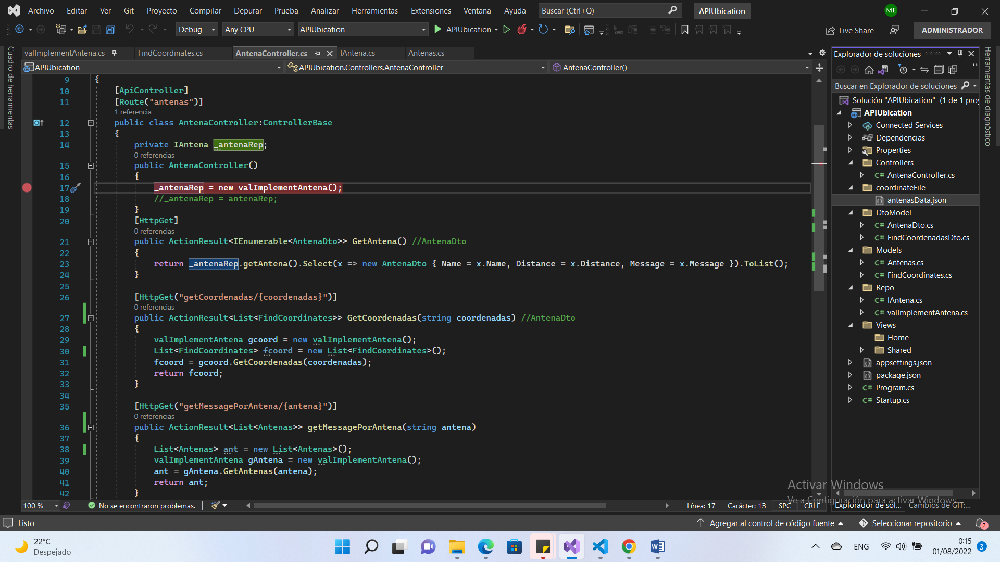 Archivo Editar Ver Git Proyecto Compilar Depurar Prueba Analizar Herramientas Extensiones Ventana Ayuda Buscar (Ctrl+Q) APIUbication ME
Debug Any CPU APIUbication APIUbication Live Share ADMINISTRADOR
Cuadro de herramientas
valImplementAntena.cs FindCoordinates.cs AntenaController.cs IAntena.cs Antenas.cs
APIUbication APIUbication.Controllers.AntenaController AntenaController()
9 {
10 [ApiController]
11 [Route("antenas")]
1 referencia
12 public class AntenaController:ControllerBase
13 {
14 private IAntena _antenaRep;
0 referencias
15 public AntenaController()
16 {
17 _antenaRep = new valImplementAntena();
18 //_antenaRep = antenaRep;
19 }
20 [HttpGet]
0 referencias
21 public ActionResult<IEnumerable<AntenaDto>> GetAntena() //AntenaDto
22 {
23 return _antenaRep.getAntena().Select(x => new AntenaDto { Name = x.Name, Distance = x.Distance, Message = x.Message }).ToList();
24 }
25
26 [HttpGet("getCoordenadas/{coordenadas}")]
0 referencias
27 public ActionResult<List<FindCoordinates>> GetCoordenadas(string coordenadas) //AntenaDto
28 {
29 valImplementAntena gcoord = new valImplementAntena();
30 List<FindCoordinates> fcoord = new List<FindCoordinates>();
31 fcoord = gcoord.GetCoordenadas(coordenadas);
32 return fcoord;
33 }
34
35 [HttpGet("getMessagePorAntena/{antena}")]
0 referencias
36 public ActionResult<List<Antenas>> getMessagePorAntena(string antena)
37 {
38 List<Antenas> ant = new List<Antenas>();
39 valImplementAntena gAntena = new valImplementAntena();
40 ant = gAntena.GetAntenas(antena);
41 return ant;
42 }
100 % No se encontraron problemas. Línea: 17 Carácter: 13 SPC CRLF
Explorador de soluciones
Buscar en Explorador de soluciones
Solución "APIUbication" (1 de 1 proy
APIUbication
Connected Services
Dependencias
Properties
Controllers
C# AntenaController.cs
coordinateFile
antenasData.json
DtoModel
C# AntenaDto.cs
C# FindCoordenadasDto.cs
Models
C# Antenas.cs
C# FindCoordinates.cs
Repo
C# IAntena.cs
C# valImplementAntena.cs
Views
Home
Shared
appsettings.json
package.json
C# Program.cs
C# Startup.cs
Explorador de sol... Cambios de GIT:...
Herramientas de diagnóstico
Activar Windows
Ve a Configuración para activar Windows.
Listo Agregar al control de código fuente Seleccionar repositorio 2
22°C
Despejado
ENG
0:15
01/08/2022 3